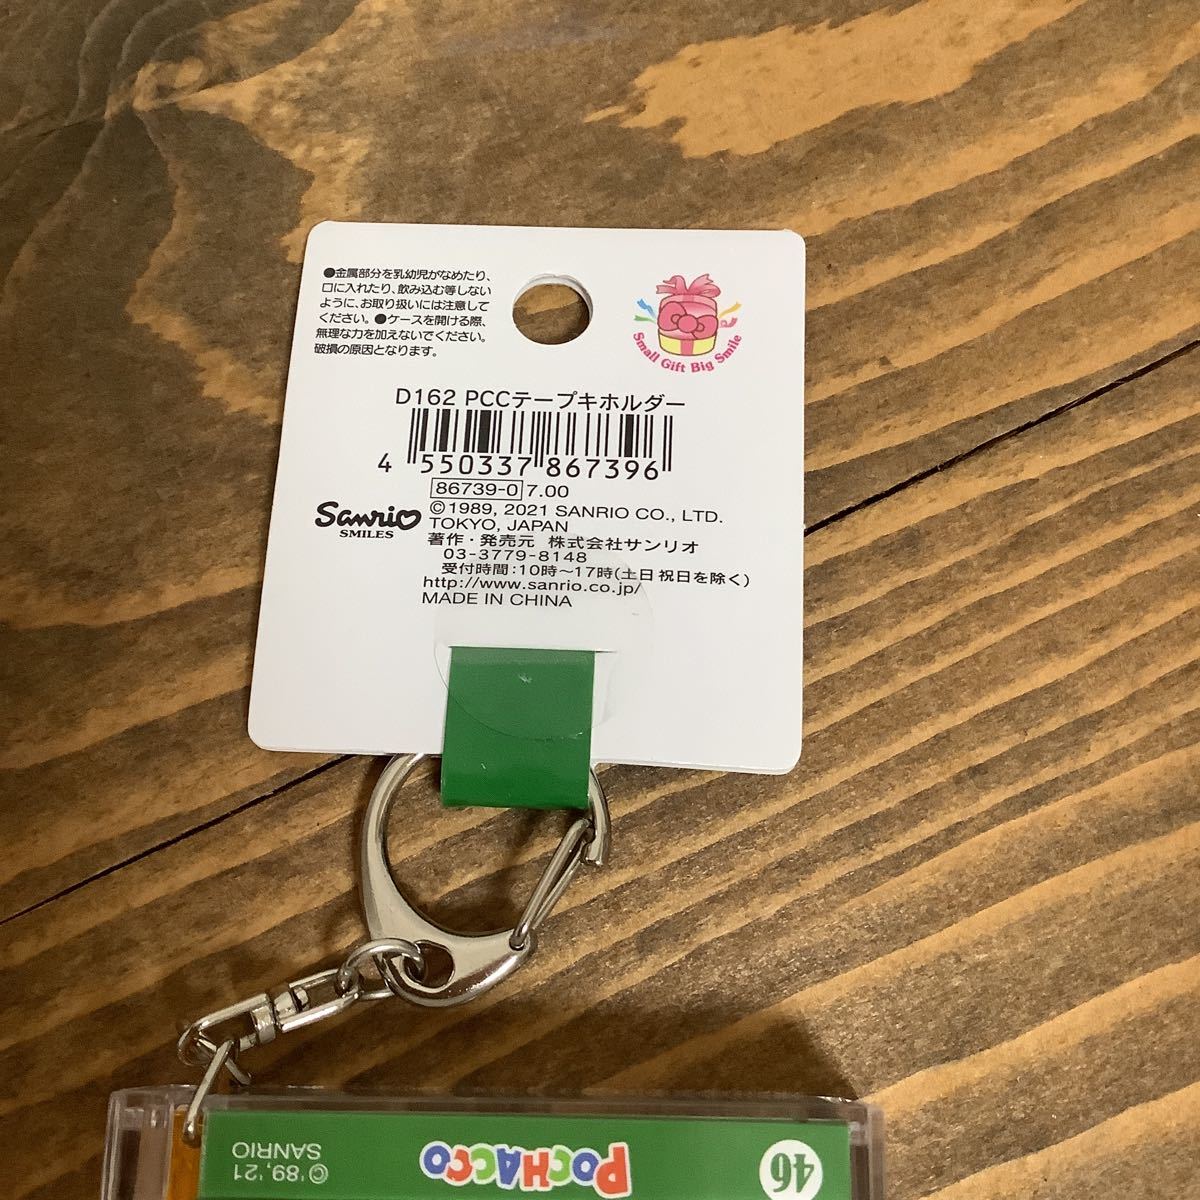 ●金属部分を乳幼児がなめたり、
口に入れたり、飲み込む等しない
ように、お取り扱いには注意して
ください。●ケースを開ける際、
無理な力を加えないでください。
破損の原因となります。
Small Gift Big Smile
D162 PCCテープキホルダー
4 550337 867396
86739-0 7.00
Sanrio
SMILES
©1989, 2021 SANRIO CO., LTD.
TOKYO, JAPAN
著作・発売元 株式会社サンリオ
03-3779-8148
受付時間:10時〜17時(土日祝日を除く)
http://www.sanrio.co.jp/
MADE IN CHINA
46
POCHACCO
©'89,'21
SANRIO